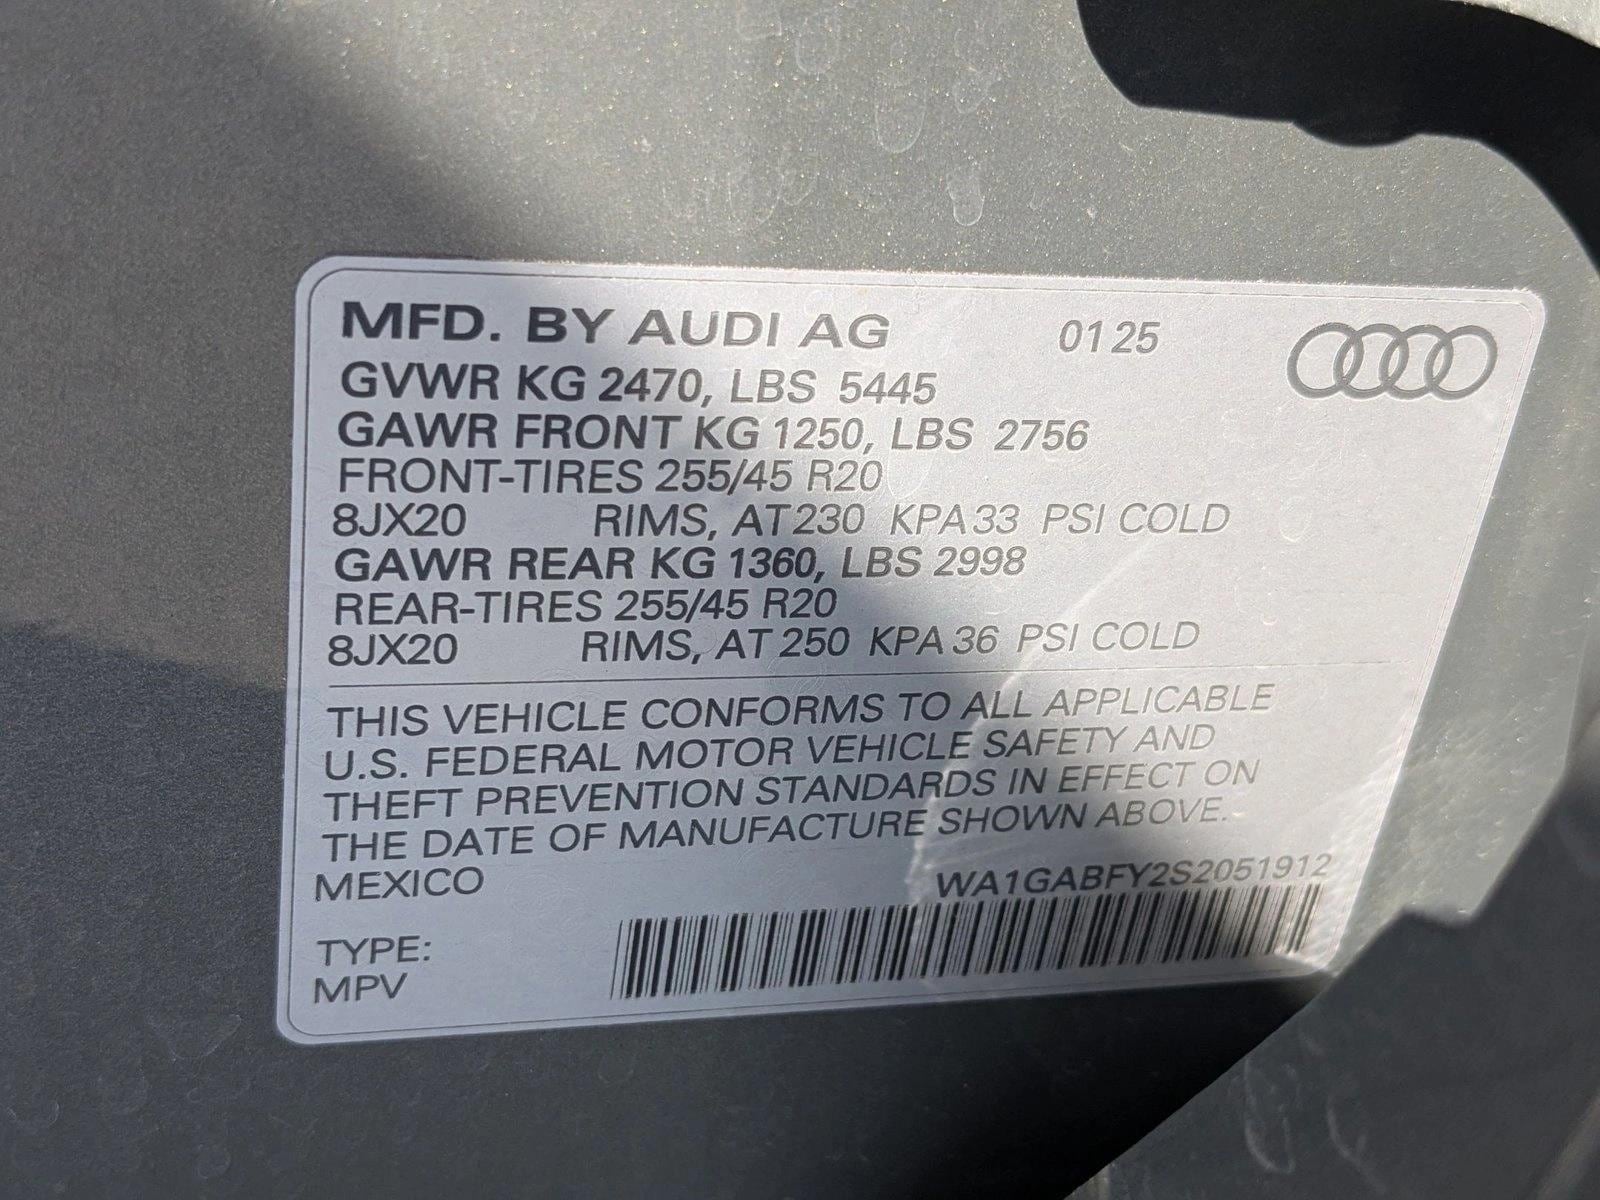 MFD. BY AUDI AG 01 25
GVWR KG 2470, LBS 5445
GAWR FRONT KG 1250, LBS 2756
FRONT-TIRES 255/45 R20
8JX20 RIMS, AT 230 KPA 33 PSI COLD
GAWR REAR KG 1360, LBS 2998
REAR-TIRES 255/45 R20
8JX20 RIMS, AT 250 KPA 36 PSI COLD
THIS VEHICLE CONFORMS TO ALL APPLICABLE
U.S. FEDERAL MOTOR VEHICLE SAFETY AND
THEFT PREVENTION STANDARDS IN EFFECT ON
THE DATE OF MANUFACTURE SHOWN ABOVE.
MEXICO WA1GABFY2S2051912
TYPE:
MPV